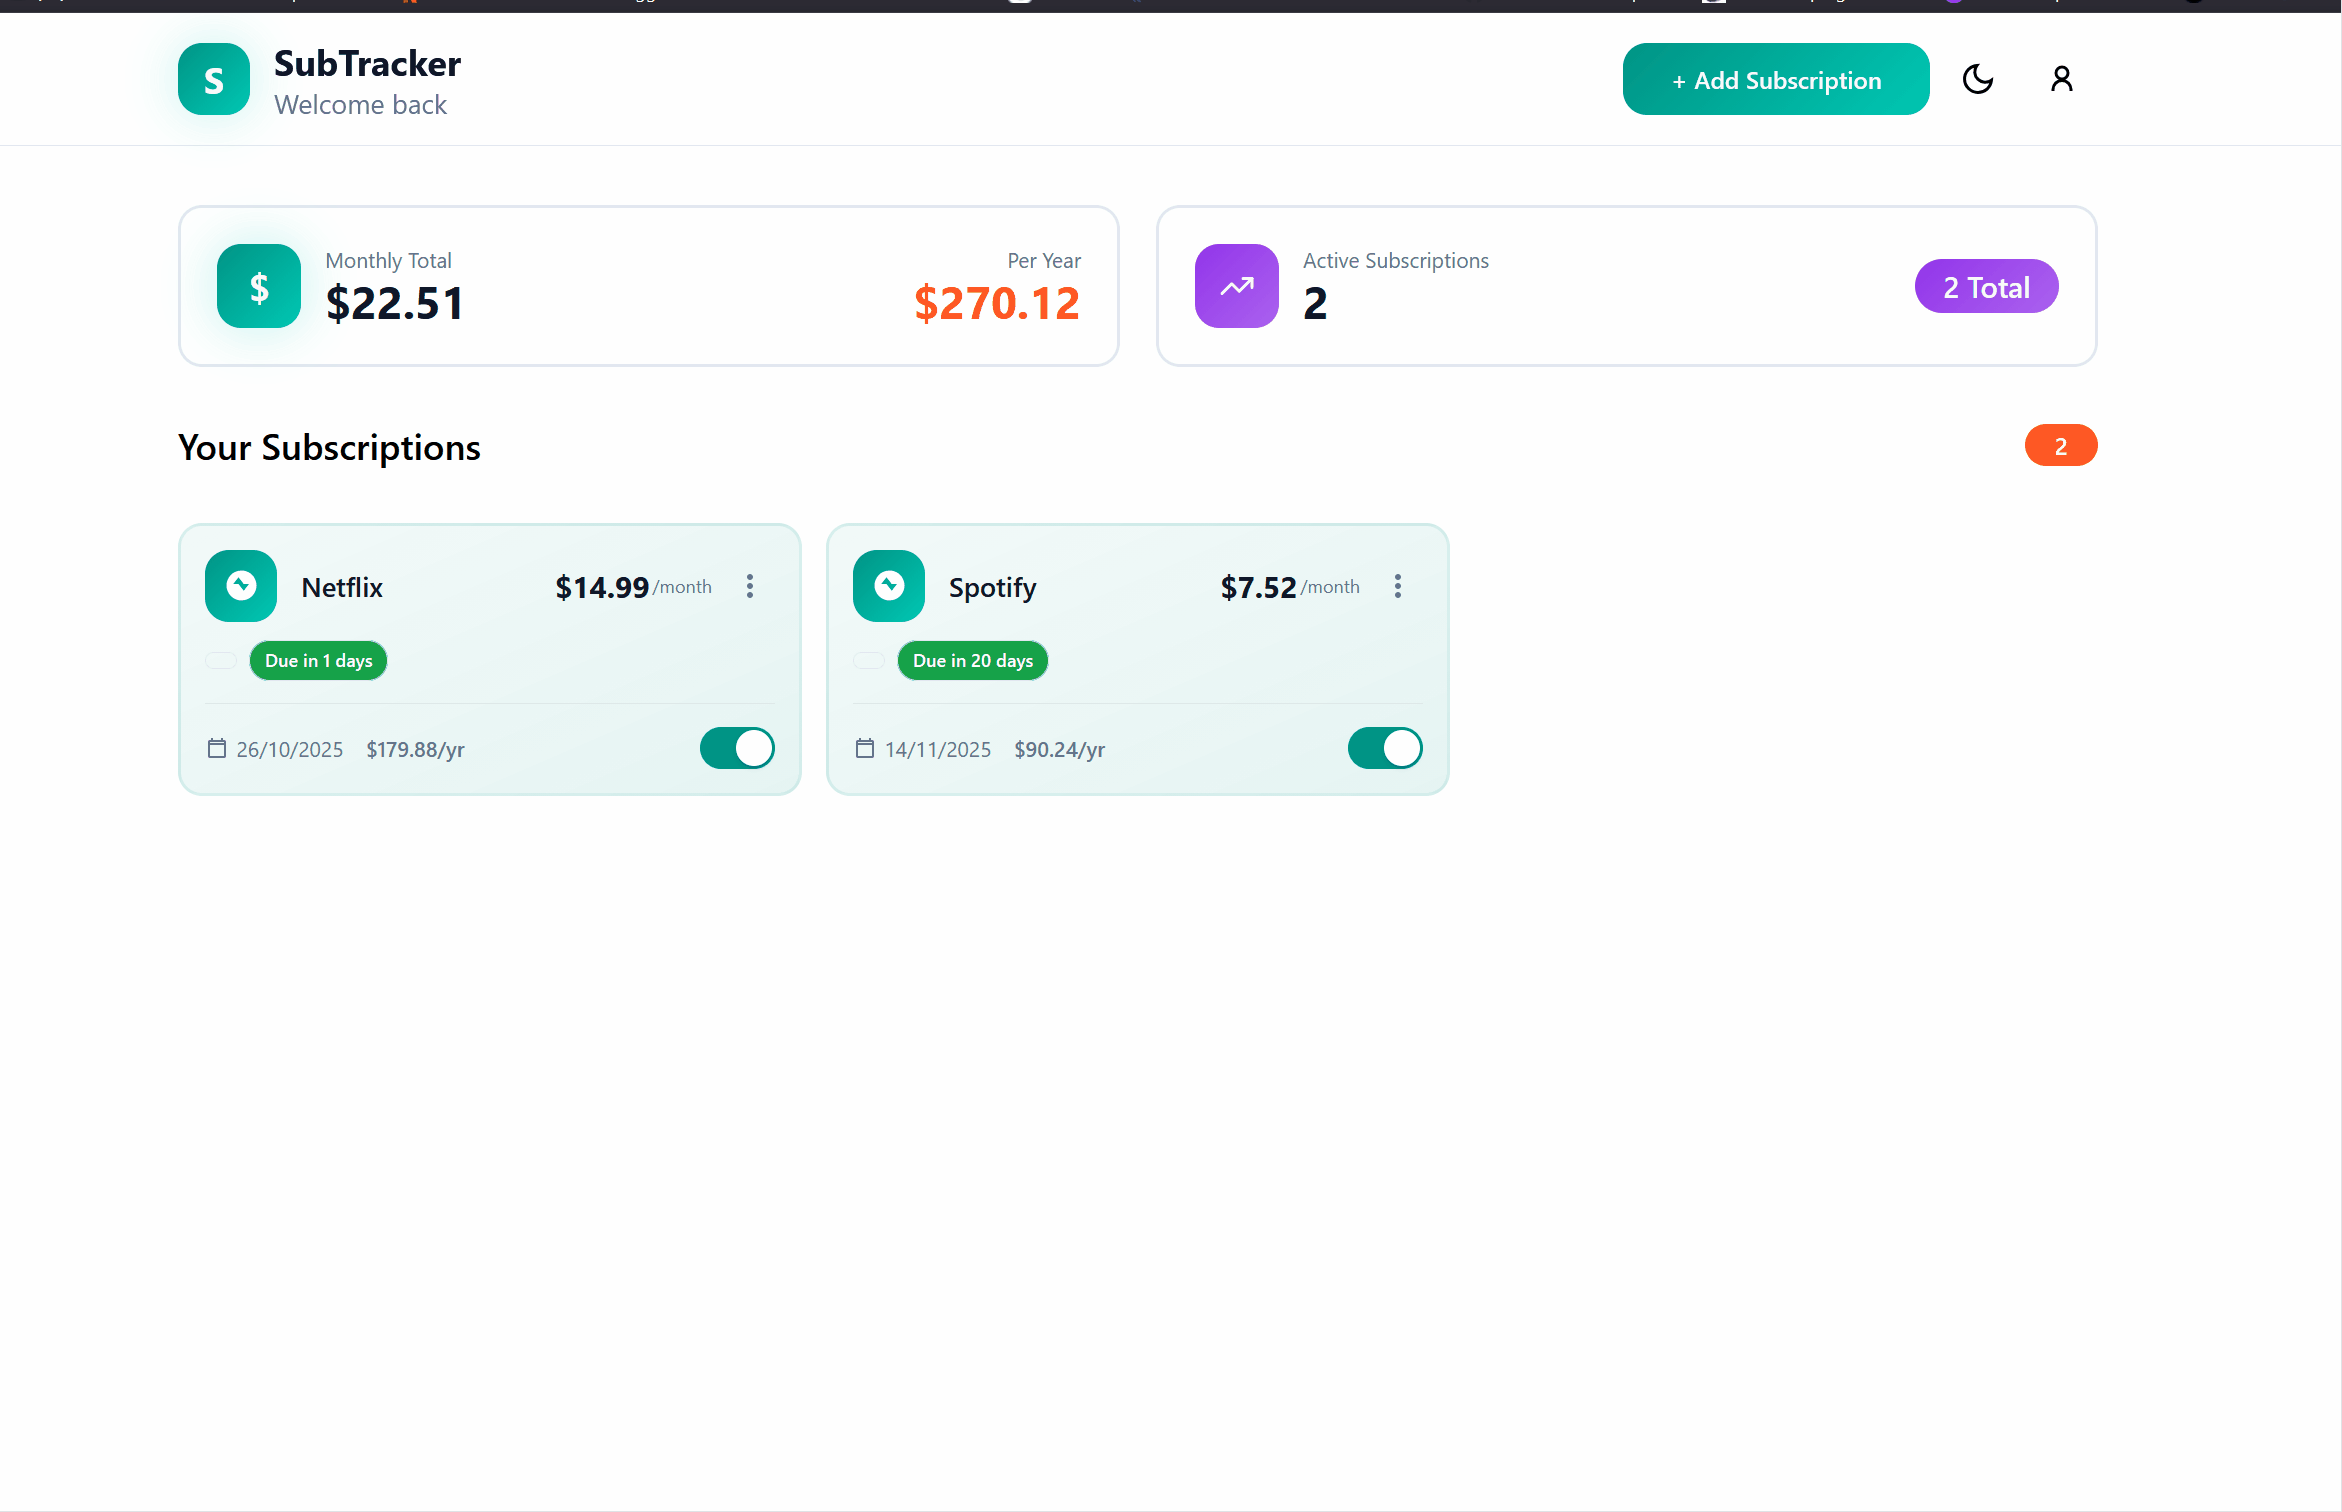 S
SubTracker
Welcome back
+ Add Subscription
$
Monthly Total
$22.51
Per Year
$270.12
Active Subscriptions
2
2 Total
Your Subscriptions
2
Netflix
$14.99/month
Due in 1 days
26/10/2025 $179.88/yr
Spotify
$7.52/month
Due in 20 days
14/11/2025 $90.24/yr